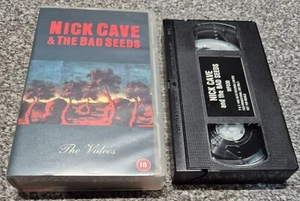 NICK CAVE
& THE BAD SEEDS
The Videos
18
NICK CAVE
and the BAD SEEDS